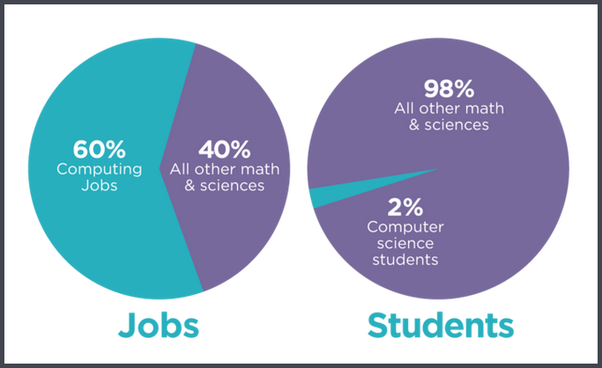 60%
Computing
Jobs
40%
All other math
& sciences
Jobs
98%
All other math
& sciences
2%
Computer
science
students
Students